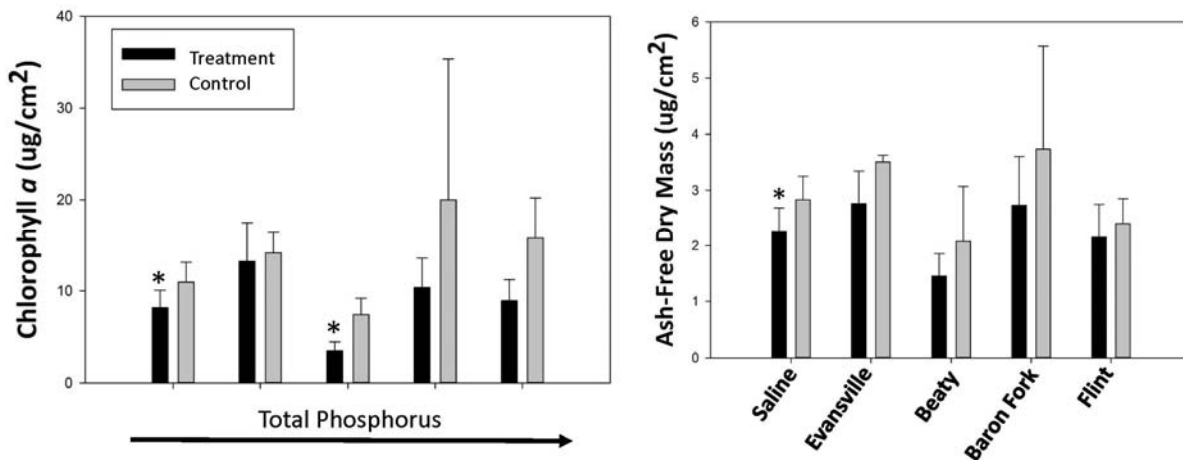 Chlorophyll a (ug/cm²)
40
30
20
10
0
Treatment
Control
*
*
Total Phosphorus
Ash-Free Dry Mass (ug/cm²)
6
5
4
3
2
1
0
*
Saline
Evansville
Beaty
Baron Fork
Flint